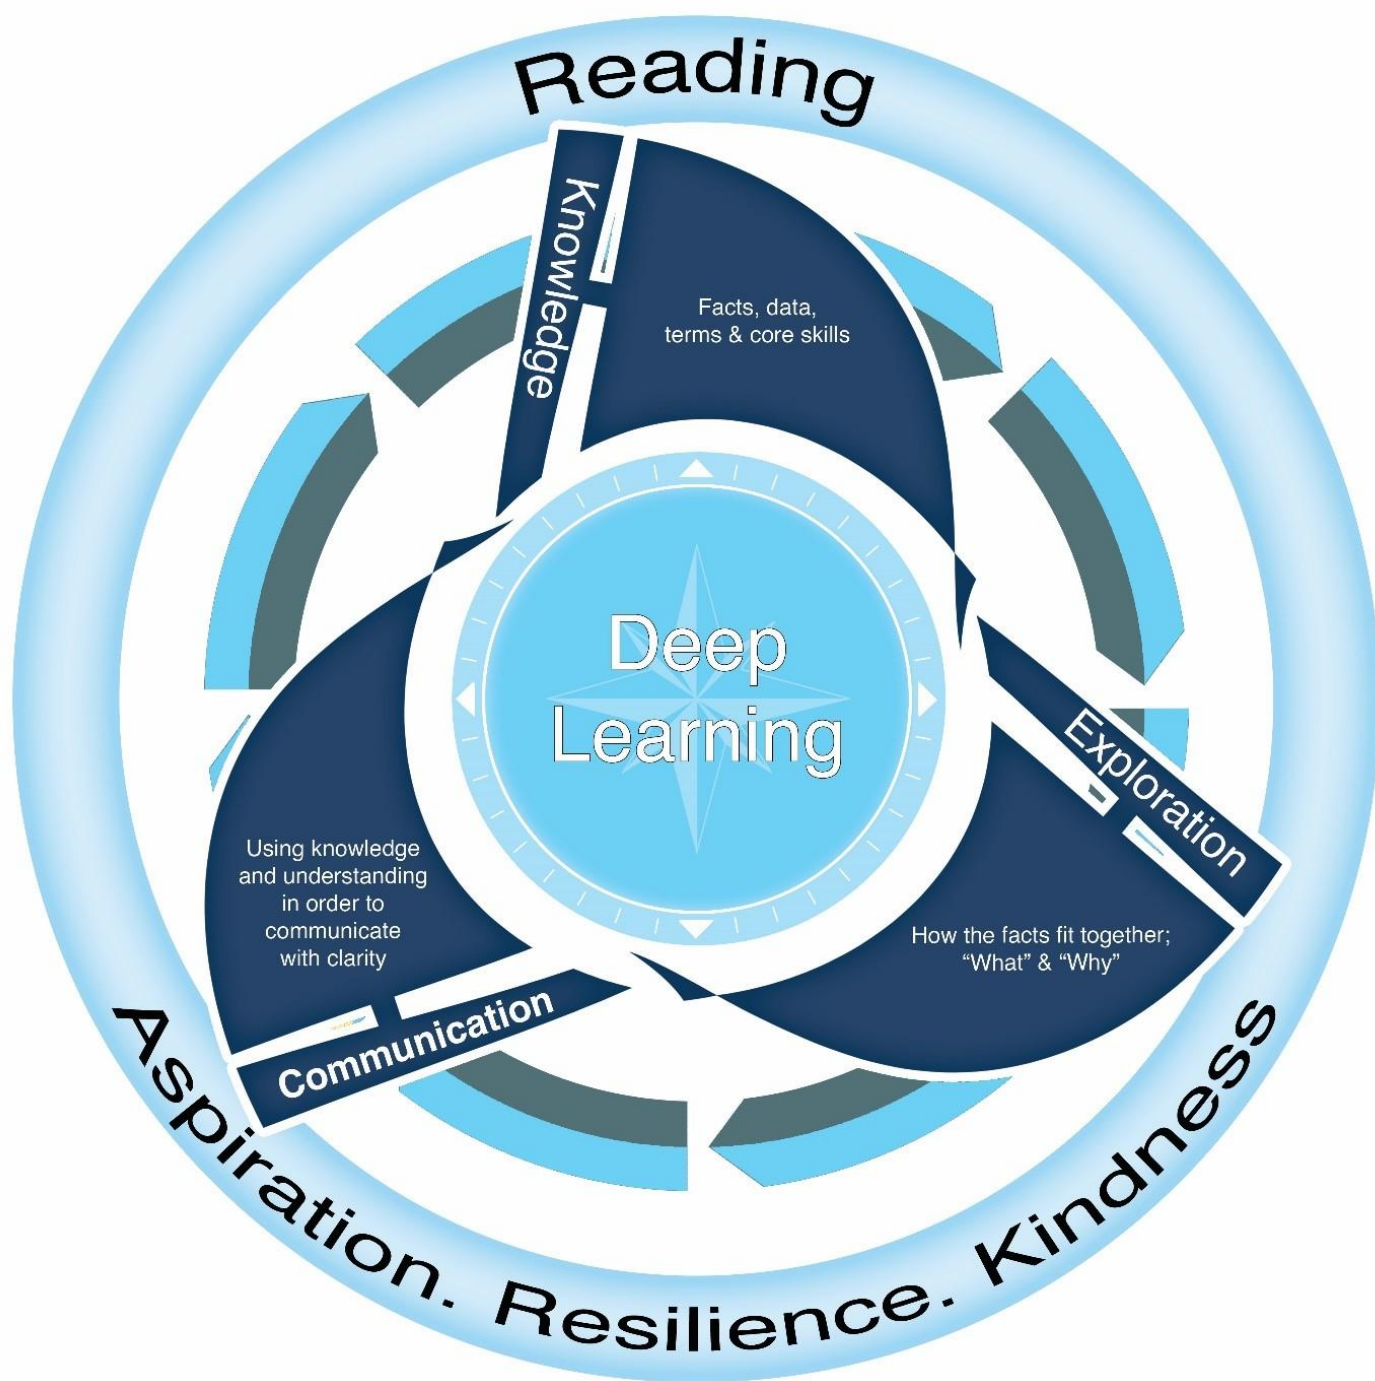 Reading
Knowledge
Facts, data,
terms & core skills
Deep
Learning
Exploration
How the facts fit together;
“What” & “Why”
Using knowledge
and understanding
in order to
communicate
with clarity
Communication
Aspiration. Resilience. Kindness